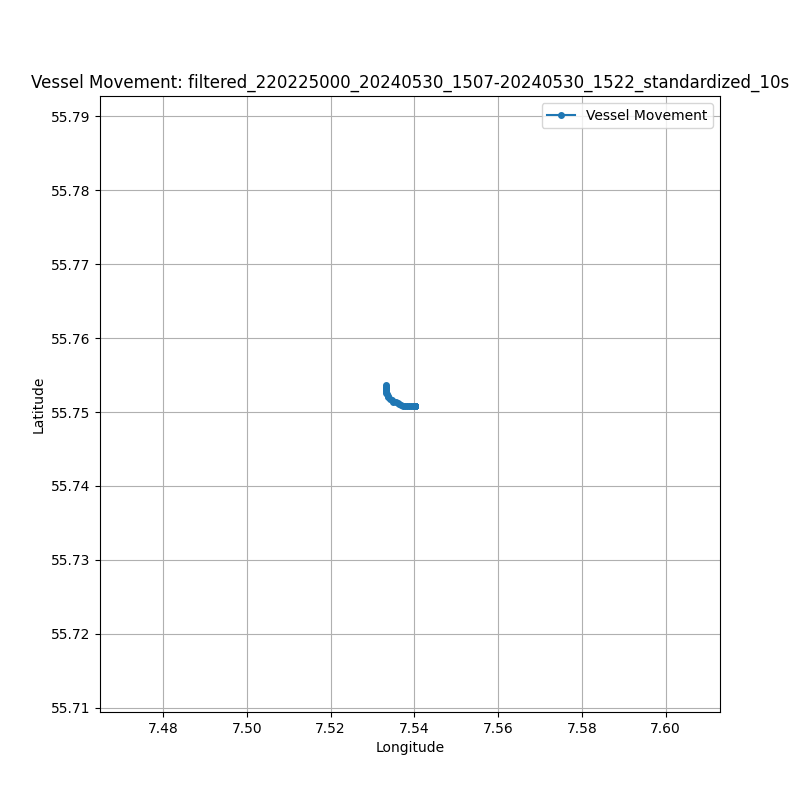 Vessel Movement: filtered_220225000_20240530_1507-20240530_1522_standardized_10s
Vessel Movement
55.79
55.78
55.77
55.76
55.75
55.74
55.73
55.72
55.71
Latitude
7.48 7.50 7.52 7.54 7.56 7.58 7.60
Longitude